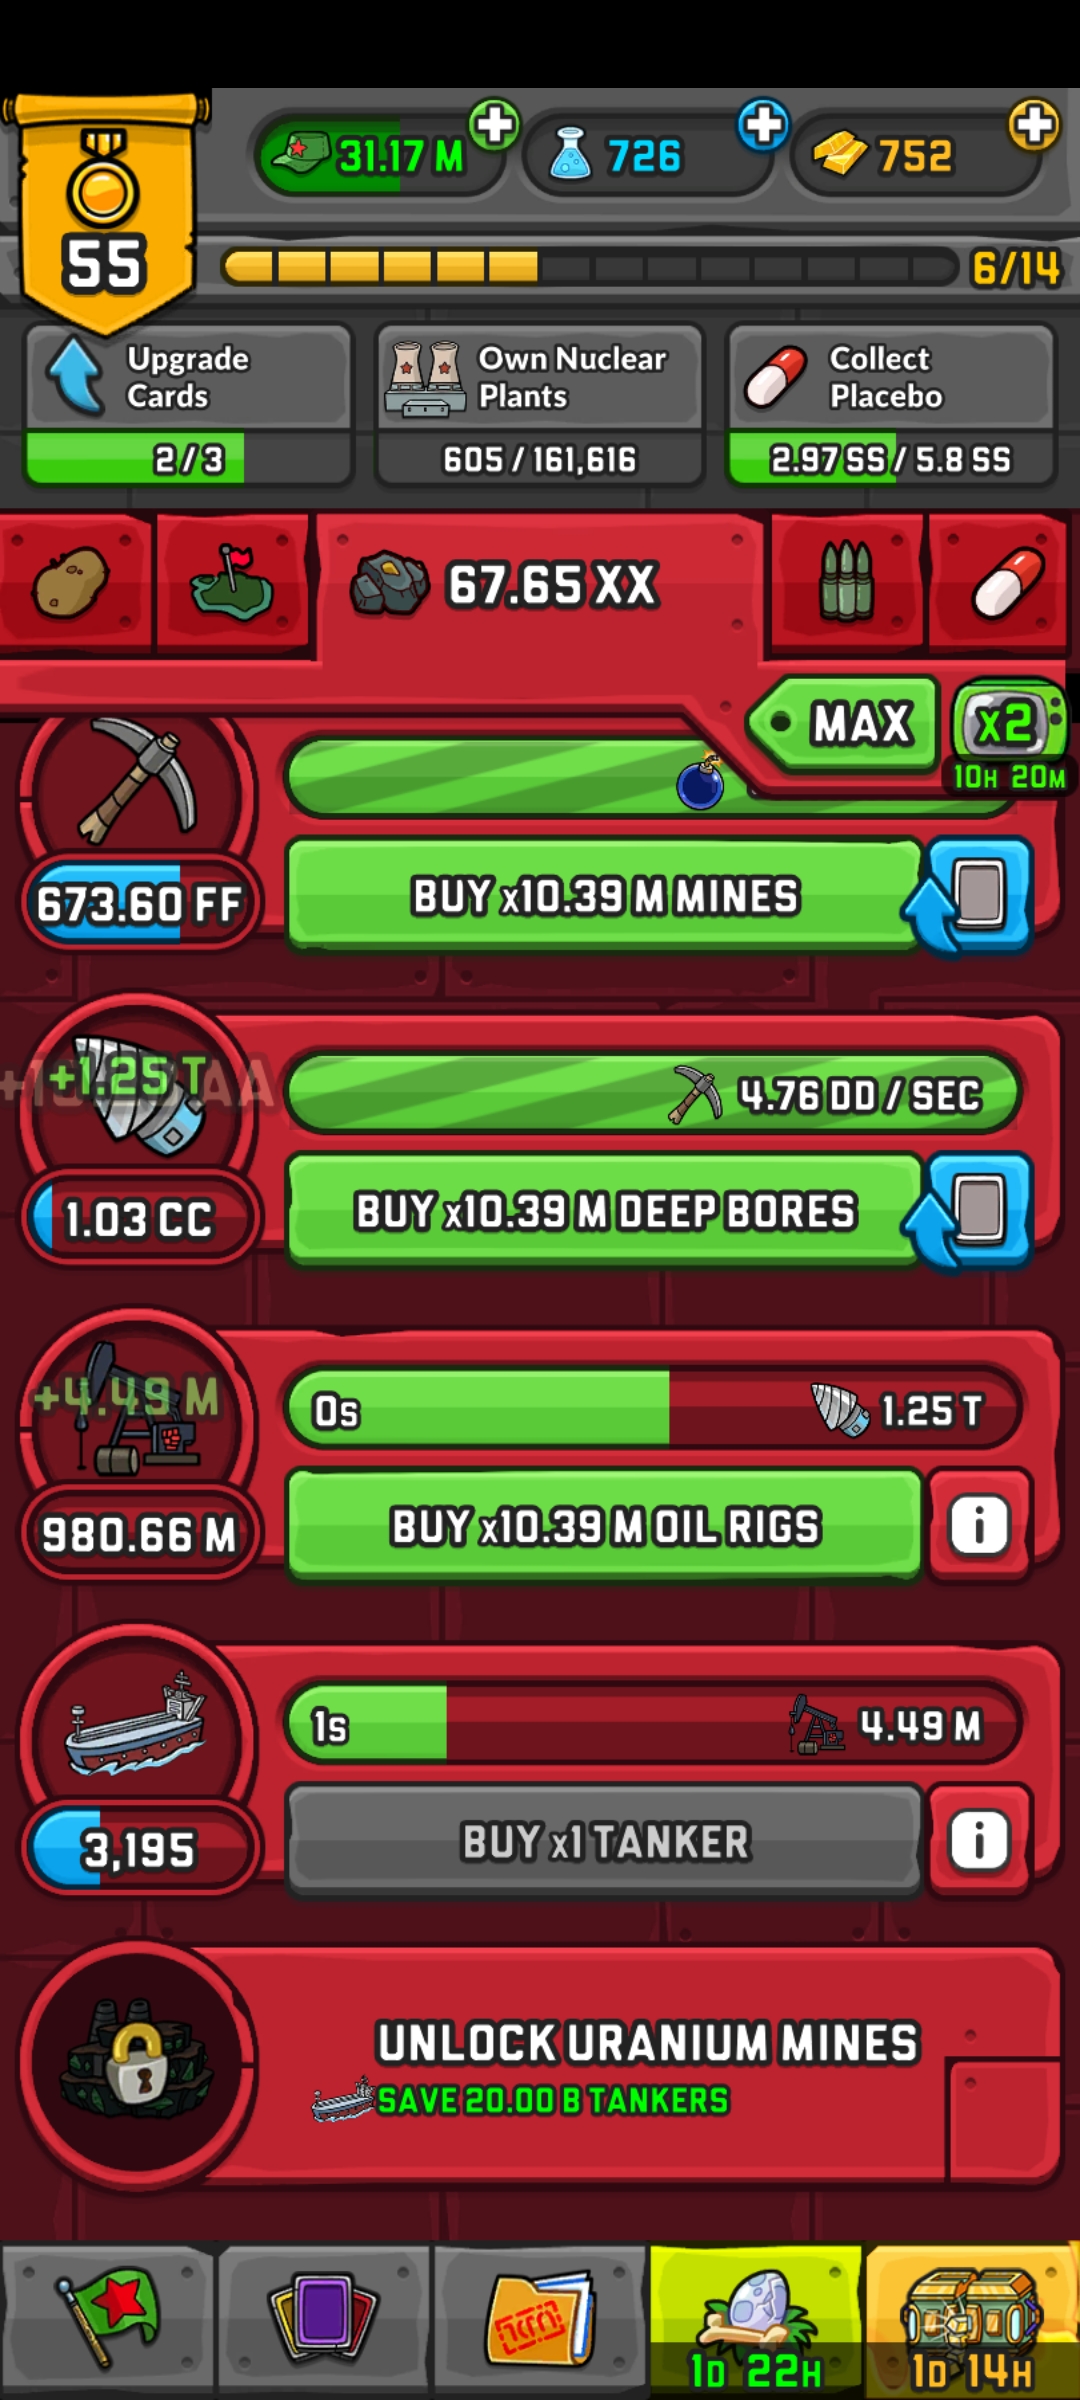 31.17 M
726
752
55
6/14
Upgrade
Cards
2/3
Own Nuclear
Plants
605/161,616
Collect
Placebo
2.97 SS/5.8 SS
67.65 XX
MAX
x2
10H 20M
673.60 FF
BUY x10.39 M MINES
+1.25 T
4.76 DD / SEC
1.03 CC
BUY x10.39 M DEEP BORES
+4.49 M
0s
1.25 T
980.66 M
BUY x10.39 M OIL RIGS
i
1s
4.49 M
3,195
BUY x1 TANKER
i
UNLOCK URANIUM MINES
SAVE 20.00 B TANKERS
1D 22H
1D 14H